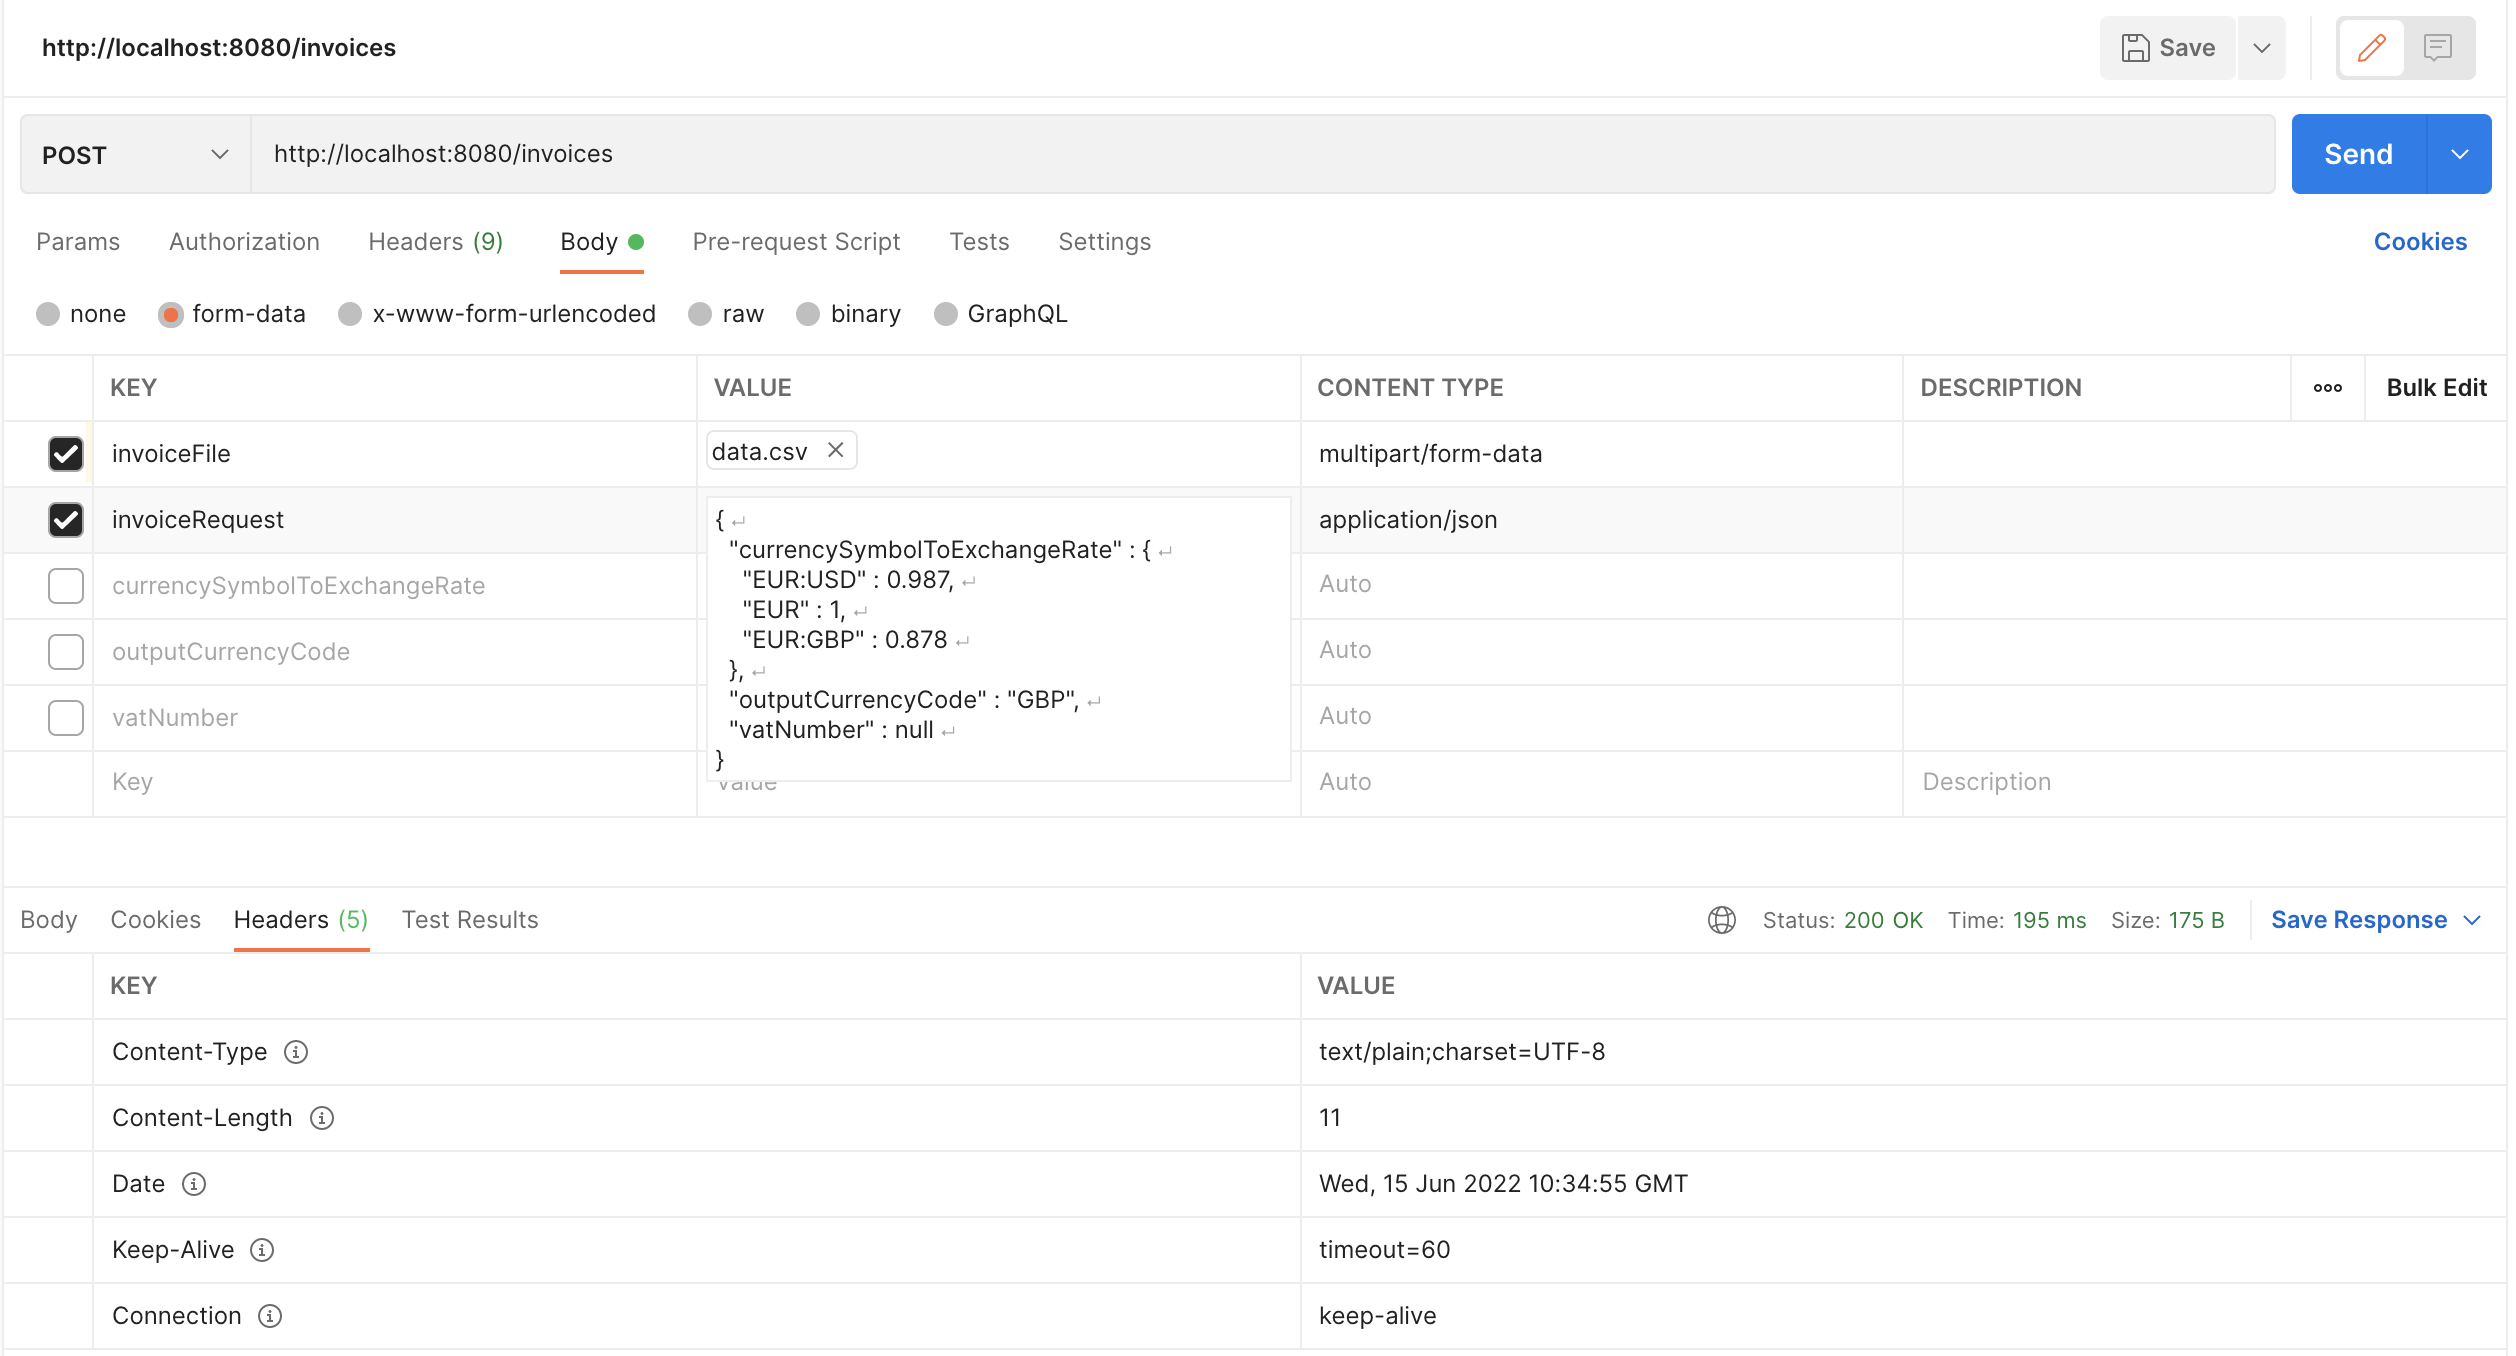 http://localhost:8080/invoices
Save
POST
http://localhost:8080/invoices
Send
Params Authorization Headers (9) Body Pre-request Script Tests Settings Cookies
none form-data x-www-form-urlencoded raw binary GraphQL
KEY VALUE CONTENT TYPE DESCRIPTION Bulk Edit
invoiceFile data.csv multipart/form-data
invoiceRequest application/json
{
"currencySymbolToExchangeRate" : {
"EUR:USD" : 0.987,
"EUR" : 1,
"EUR:GBP" : 0.878
},
"outputCurrencyCode" : "GBP",
"vatNumber" : null
}
currencySymbolToExchangeRate Auto
outputCurrencyCode Auto
vatNumber Auto
Key Value Auto Description
Body Cookies Headers (5) Test Results Status: 200 OK Time: 195 ms Size: 175 B Save Response
KEY VALUE
Content-Type text/plain;charset=UTF-8
Content-Length 11
Date Wed, 15 Jun 2022 10:34:55 GMT
Keep-Alive timeout=60
Connection keep-alive